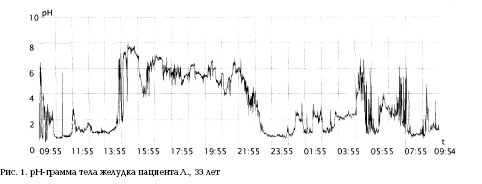 10 pH
8
6
4
2
0
09:55 11:55 13:55 15:55 17:55 19:55 21:55 23:55 01:55 03:55 05:55 07:55 09:54
t
Рис. 1. pH-грамма тела желудка пациента А., 33 лет